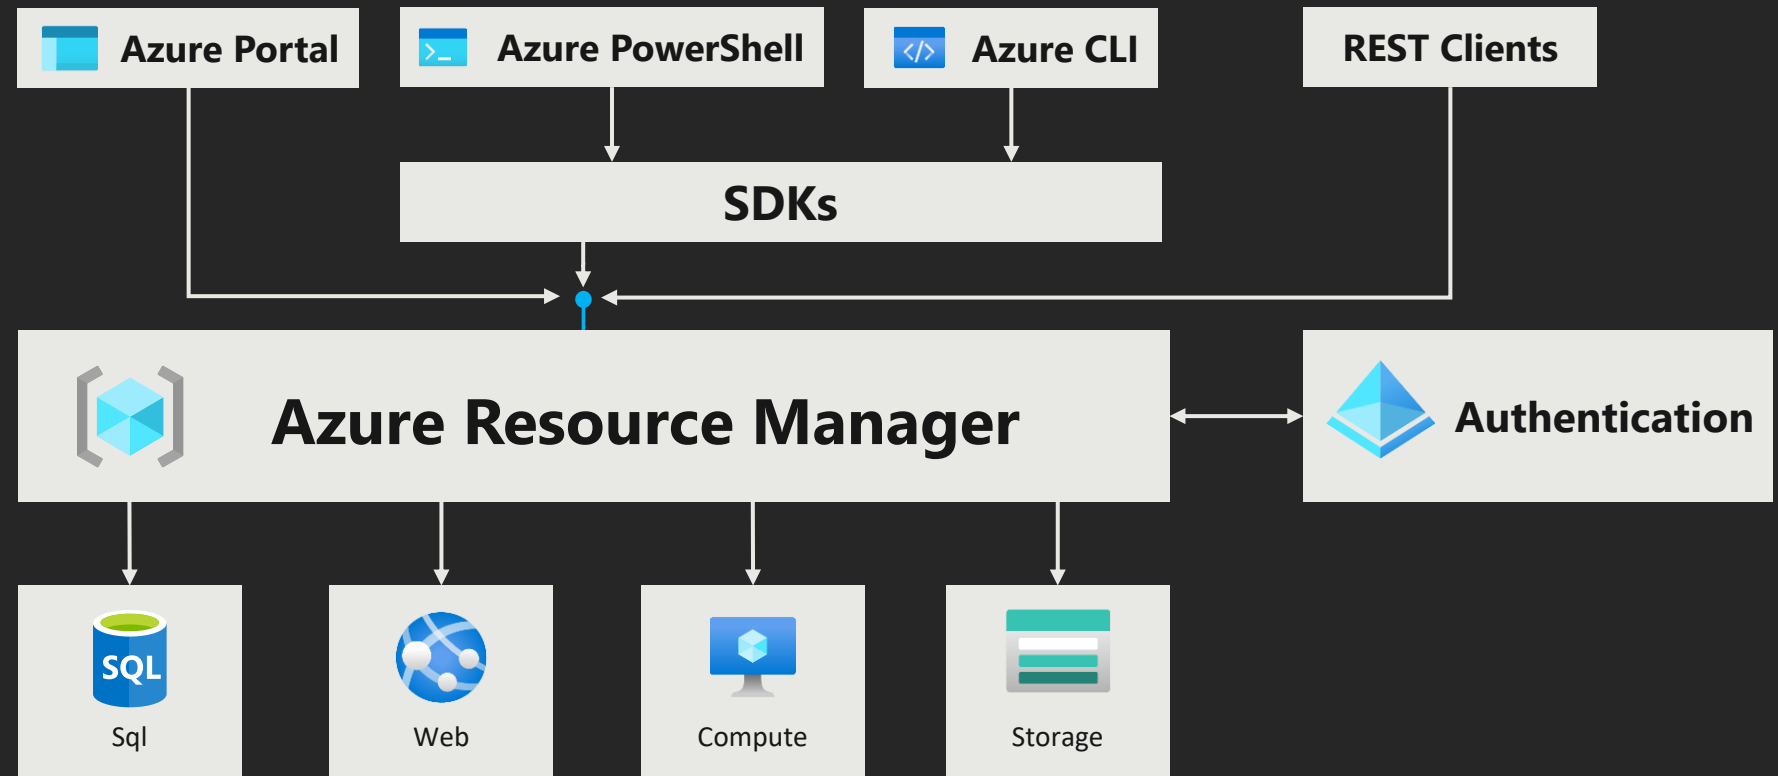 Azure Portal
>_
Azure PowerShell
</>
Azure CLI
REST Clients
SDKs
Azure Resource Manager
Authentication
SQL
Sql
Web
Compute
Storage